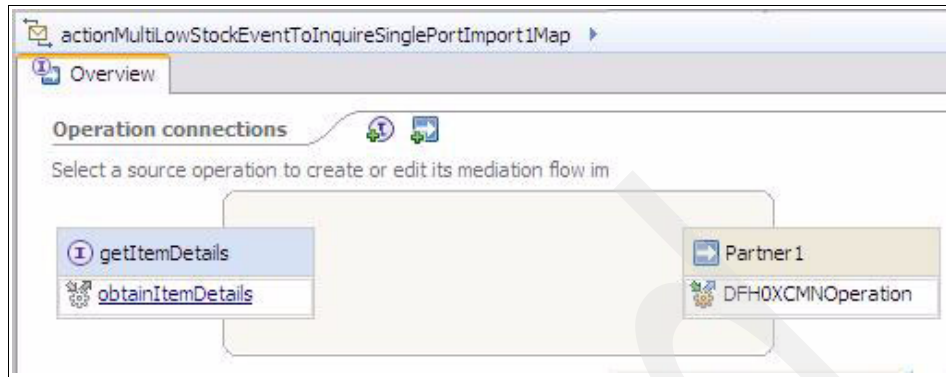 actionMultiLowStockEventToInquireSinglePortImport1Map
Overview
Operation connections
Select a source operation to create or edit its mediation flow im
getItemDetails
Partner1
obtainItemDetails
DFH0XCMNOperation